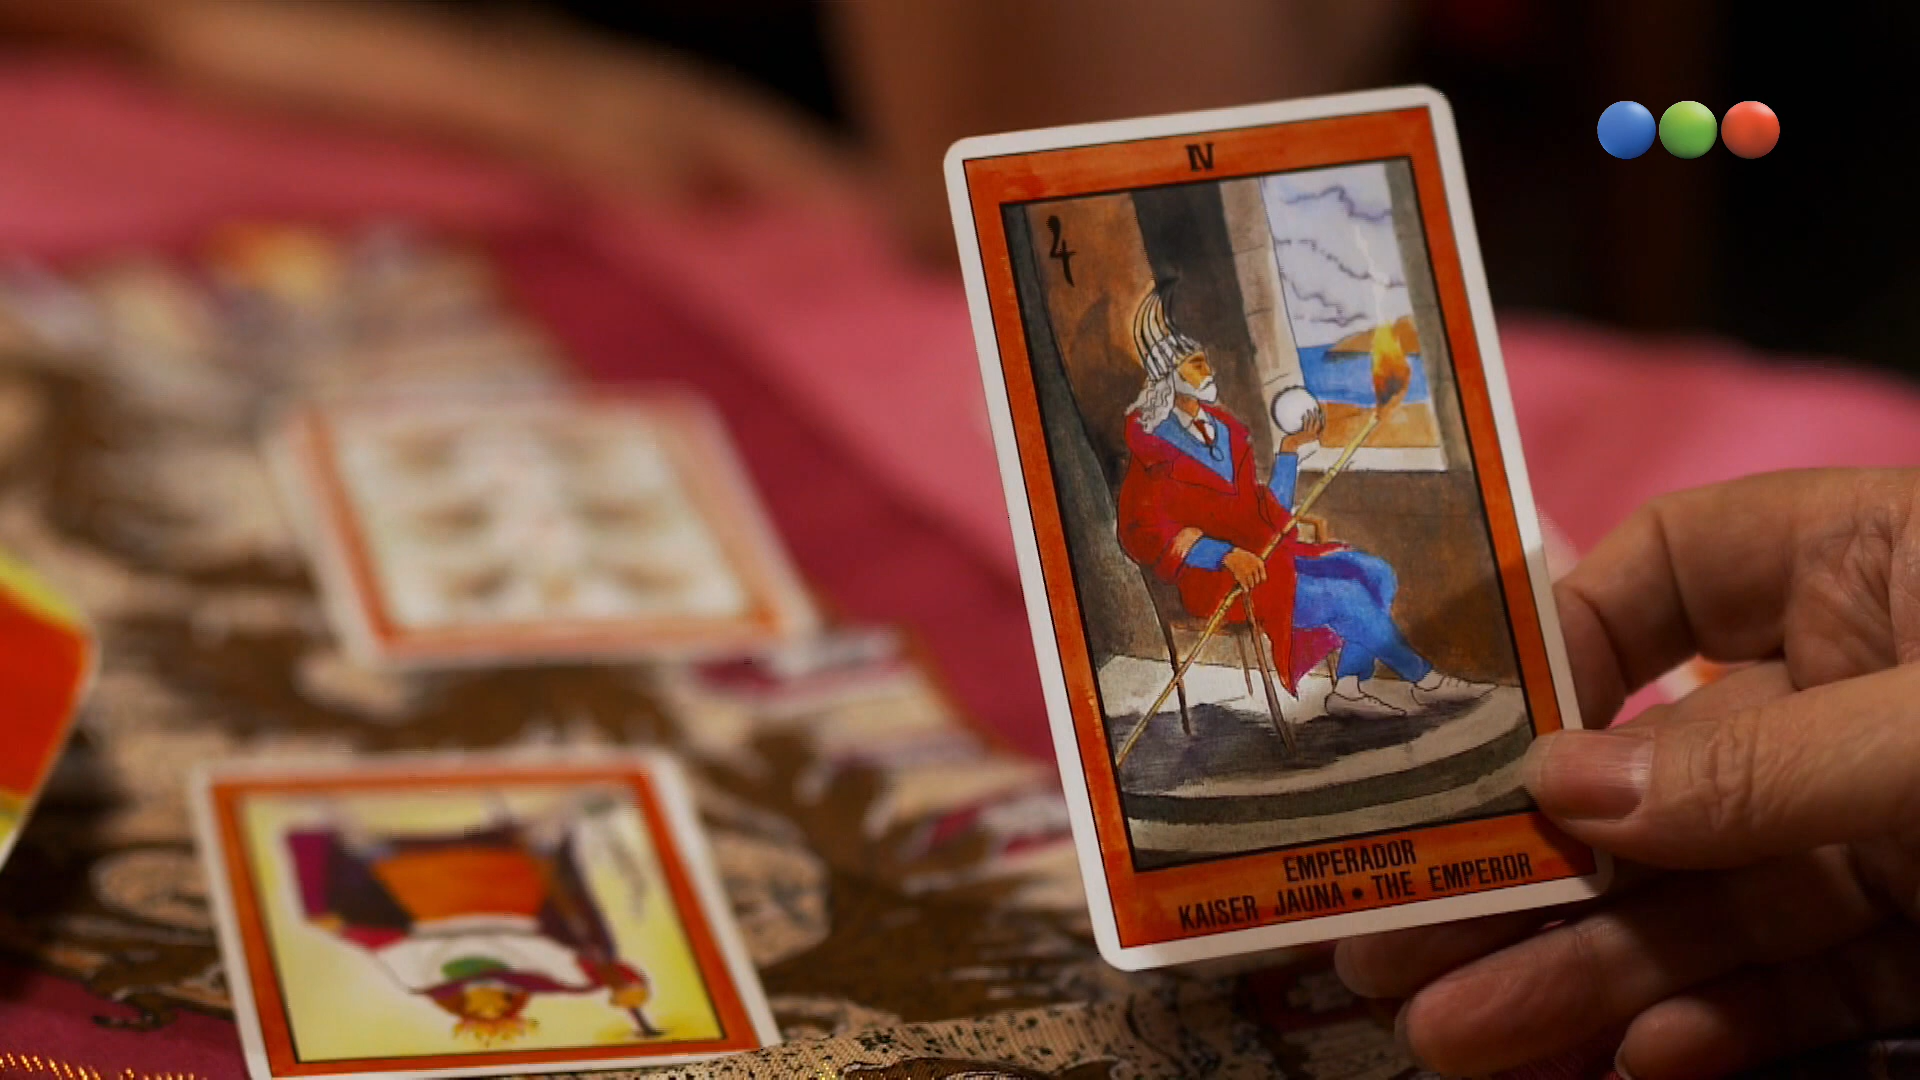 IV
4
EMPERADOR
KAISER JAUNA • THE EMPEROR